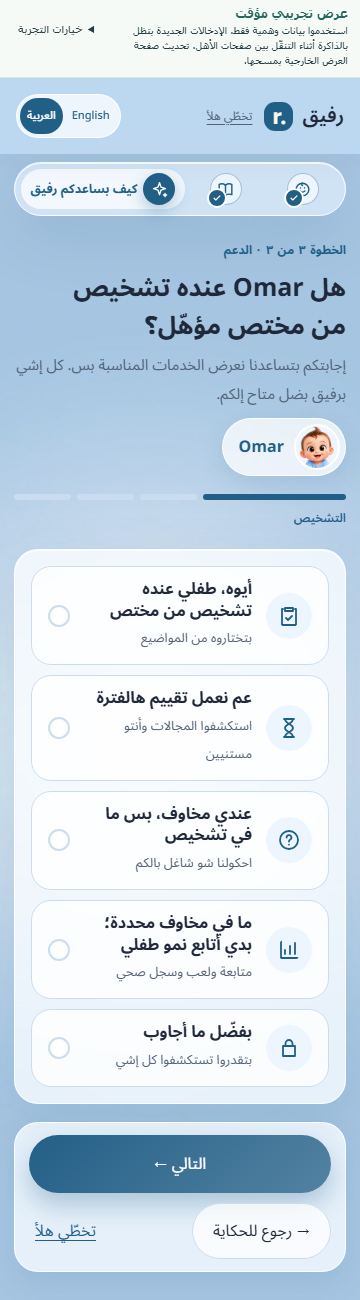 عرض تجريبي مؤقت
استخدموا بيانات وهمية فقط. الإدخالات الجديدة بتظل
بالذاكرة أثناء التنقّل بين صفحات الأهل، تحديث صفحة
العرض الخارجية بمسحها.
◀ خيارات التجربة
رفيق r.
تخطّي هلأ
English
العربية
كيف بساعدكم رفيق
الخطوة ٣ من ٣ · الدعم
هل Omar عنده تشخيص
من مختص مؤهّل؟
إجابتكم بتساعدنا نعرض الخدمات المناسبة بس. كل إشي
برفيق بضل متاح إلكم.
Omar
التشخيص
أيوه، طفلي عنده
تشخيص من مختص
بتختاروه من المواضيع
عم نعمل تقييم هالفترة
استكشفوا المجالات وأنتو
مستنيين
عندي مخاوف، بس ما
في تشخيص
احكولنا شو شاغل بالكم
ما في مخاوف محددة؛
بدي أتابع نمو طفلي
متابعة ولعب وسجل صحي
بفضّل ما أجاوب
بتقدروا تستكشفوا كل إشي
التالي ←
→ رجوع للحكاية
تخطّي هلأ